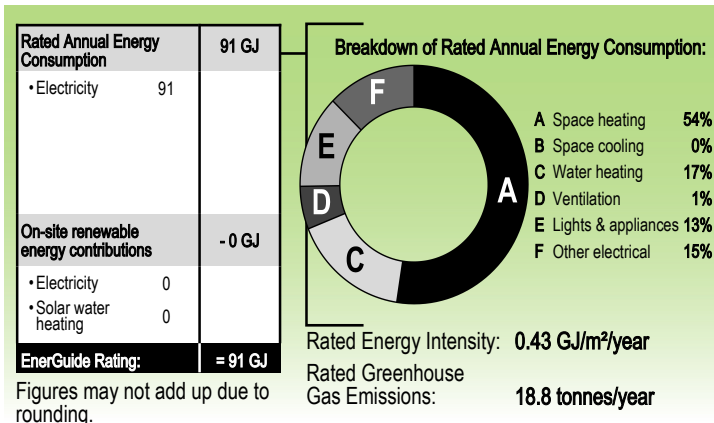 Rated Annual Energy
Consumption
91 GJ
• Electricity 91
On-site renewable
energy contributions
- 0 GJ
• Electricity 0
• Solar water
heating 0
EnerGuide Rating: = 91 GJ
Figures may not add up due to
rounding.
Breakdown of Rated Annual Energy Consumption:
F
E
D
C
A
A Space heating 54%
B Space cooling 0%
C Water heating 17%
D Ventilation 1%
E Lights & appliances 13%
F Other electrical 15%
Rated Energy Intensity: 0.43 GJ/m²/year
Rated Greenhouse
Gas Emissions: 18.8 tonnes/year